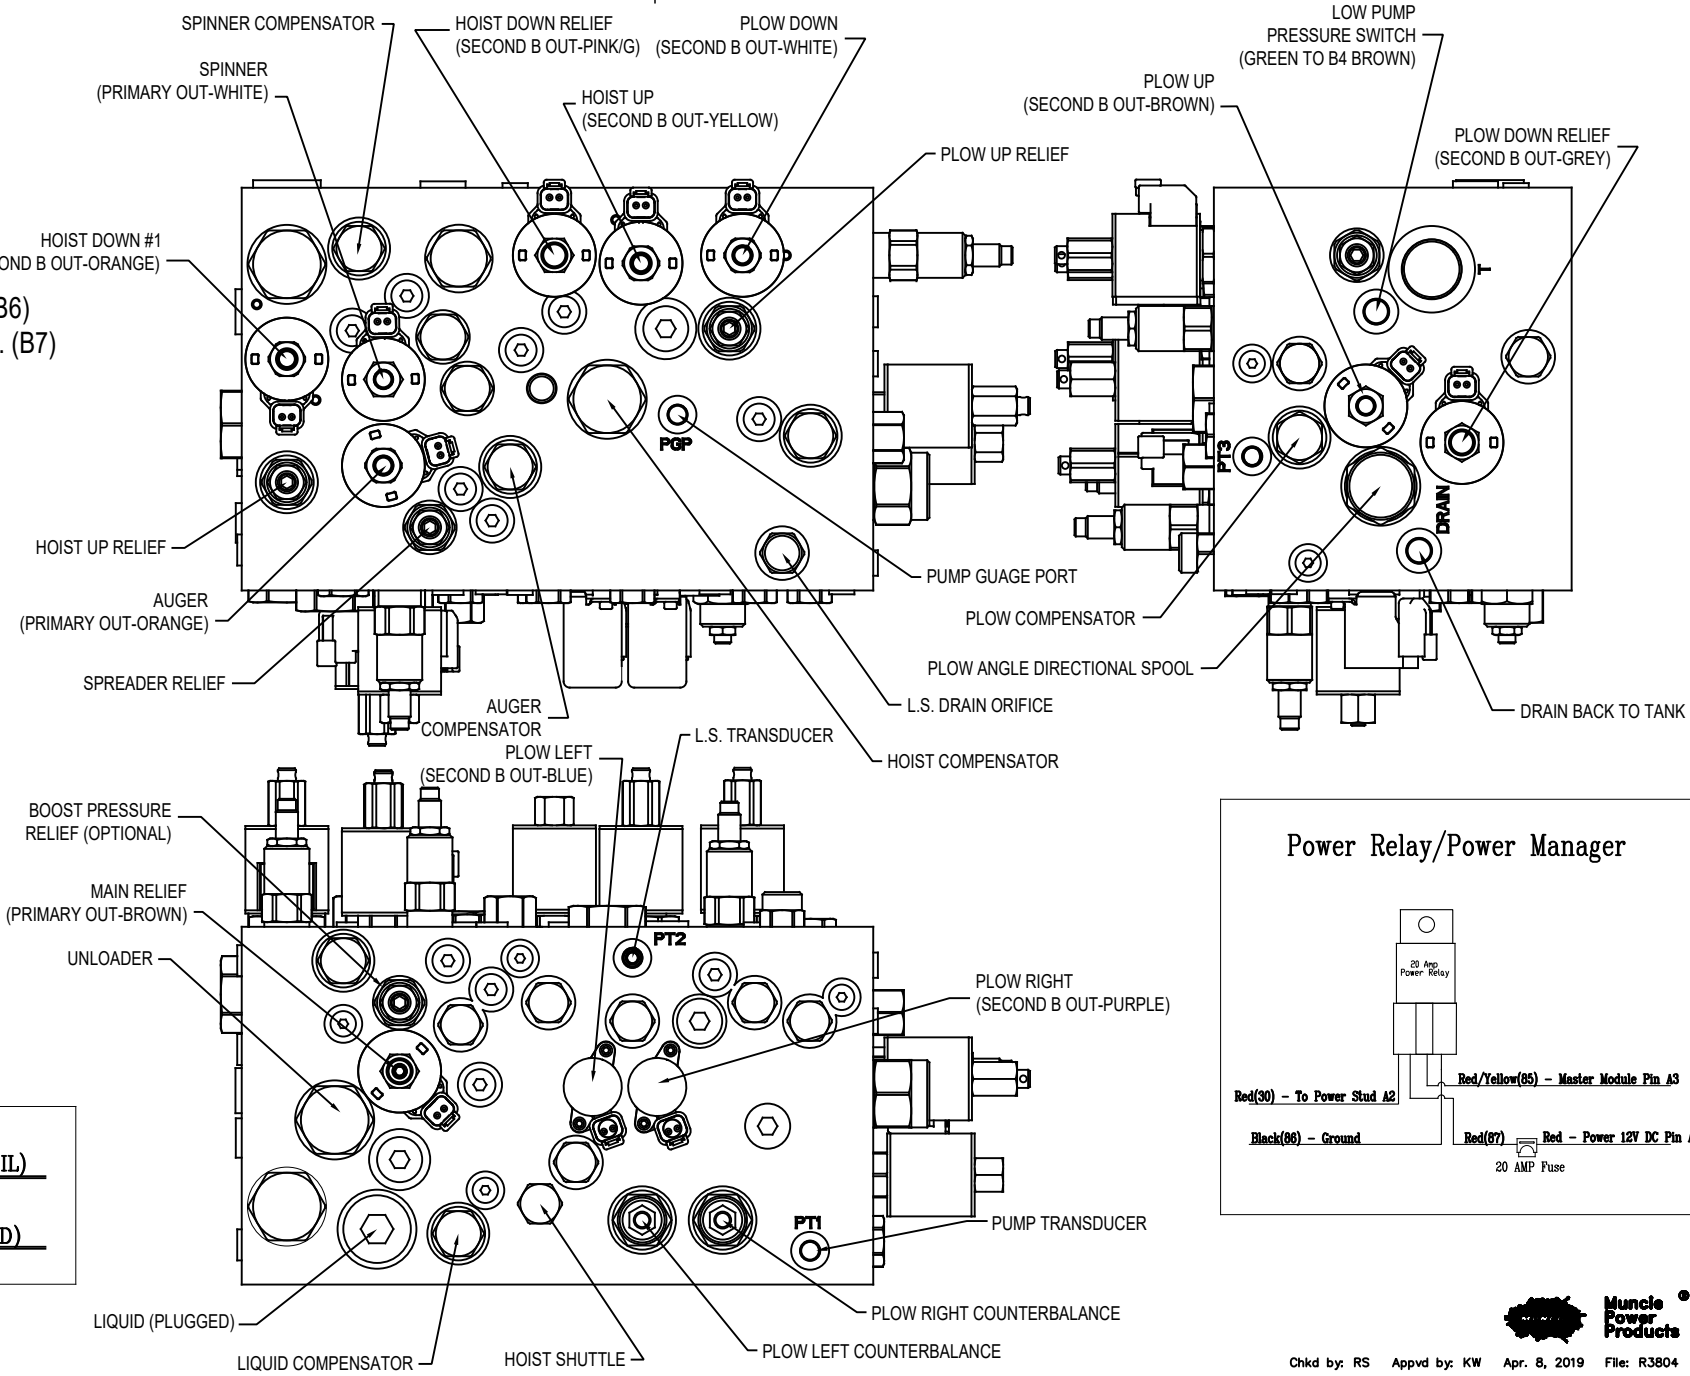 SPINNER COMPENSATOR
HOIST DOWN RELIEF
(SECOND B OUT-PINK/G)
PLOW DOWN
(SECOND B OUT-WHITE)
LOW PUMP
PRESSURE SWITCH
(GREEN TO B4 BROWN)
SPINNER
(PRIMARY OUT-WHITE)
HOIST UP
(SECOND B OUT-YELLOW)
PLOW UP
(SECOND B OUT-BROWN)
PLOW DOWN RELIEF
(SECOND B OUT-GREY)
PLOW UP RELIEF
HOIST DOWN #1
OND B OUT-ORANGE)
36)
. (B7)
T
PGP
PT3
DRAIN
HOIST UP RELIEF
PUMP GUAGE PORT
AUGER
(PRIMARY OUT-ORANGE)
PLOW COMPENSATOR
SPREADER RELIEF
PLOW ANGLE DIRECTIONAL SPOOL
AUGER
COMPENSATOR
L.S. DRAIN ORIFICE
DRAIN BACK TO TANK
PLOW LEFT
(SECOND B OUT-BLUE)
L.S. TRANSDUCER
HOIST COMPENSATOR
BOOST PRESSURE
RELIEF (OPTIONAL)
MAIN RELIEF
(PRIMARY OUT-BROWN)
UNLOADER
PT2
PLOW RIGHT
(SECOND B OUT-PURPLE)
Power Relay/Power Manager
20 Amp
Power Relay
Red/Yellow(85) - Master Module Pin A3
Red(30) - To Power Stud A2
Black(86) - Ground
Red(87)
Red - Power 12V DC Pin A
20 AMP Fuse
IL)
D)
PT1
PUMP TRANSDUCER
LIQUID (PLUGGED)
PLOW RIGHT COUNTERBALANCE
LIQUID COMPENSATOR
HOIST SHUTTLE
PLOW LEFT COUNTERBALANCE
Muncie ®
Power
Products
Chkd by: RS Appvd by: KW Apr. 8, 2019 File: R3804